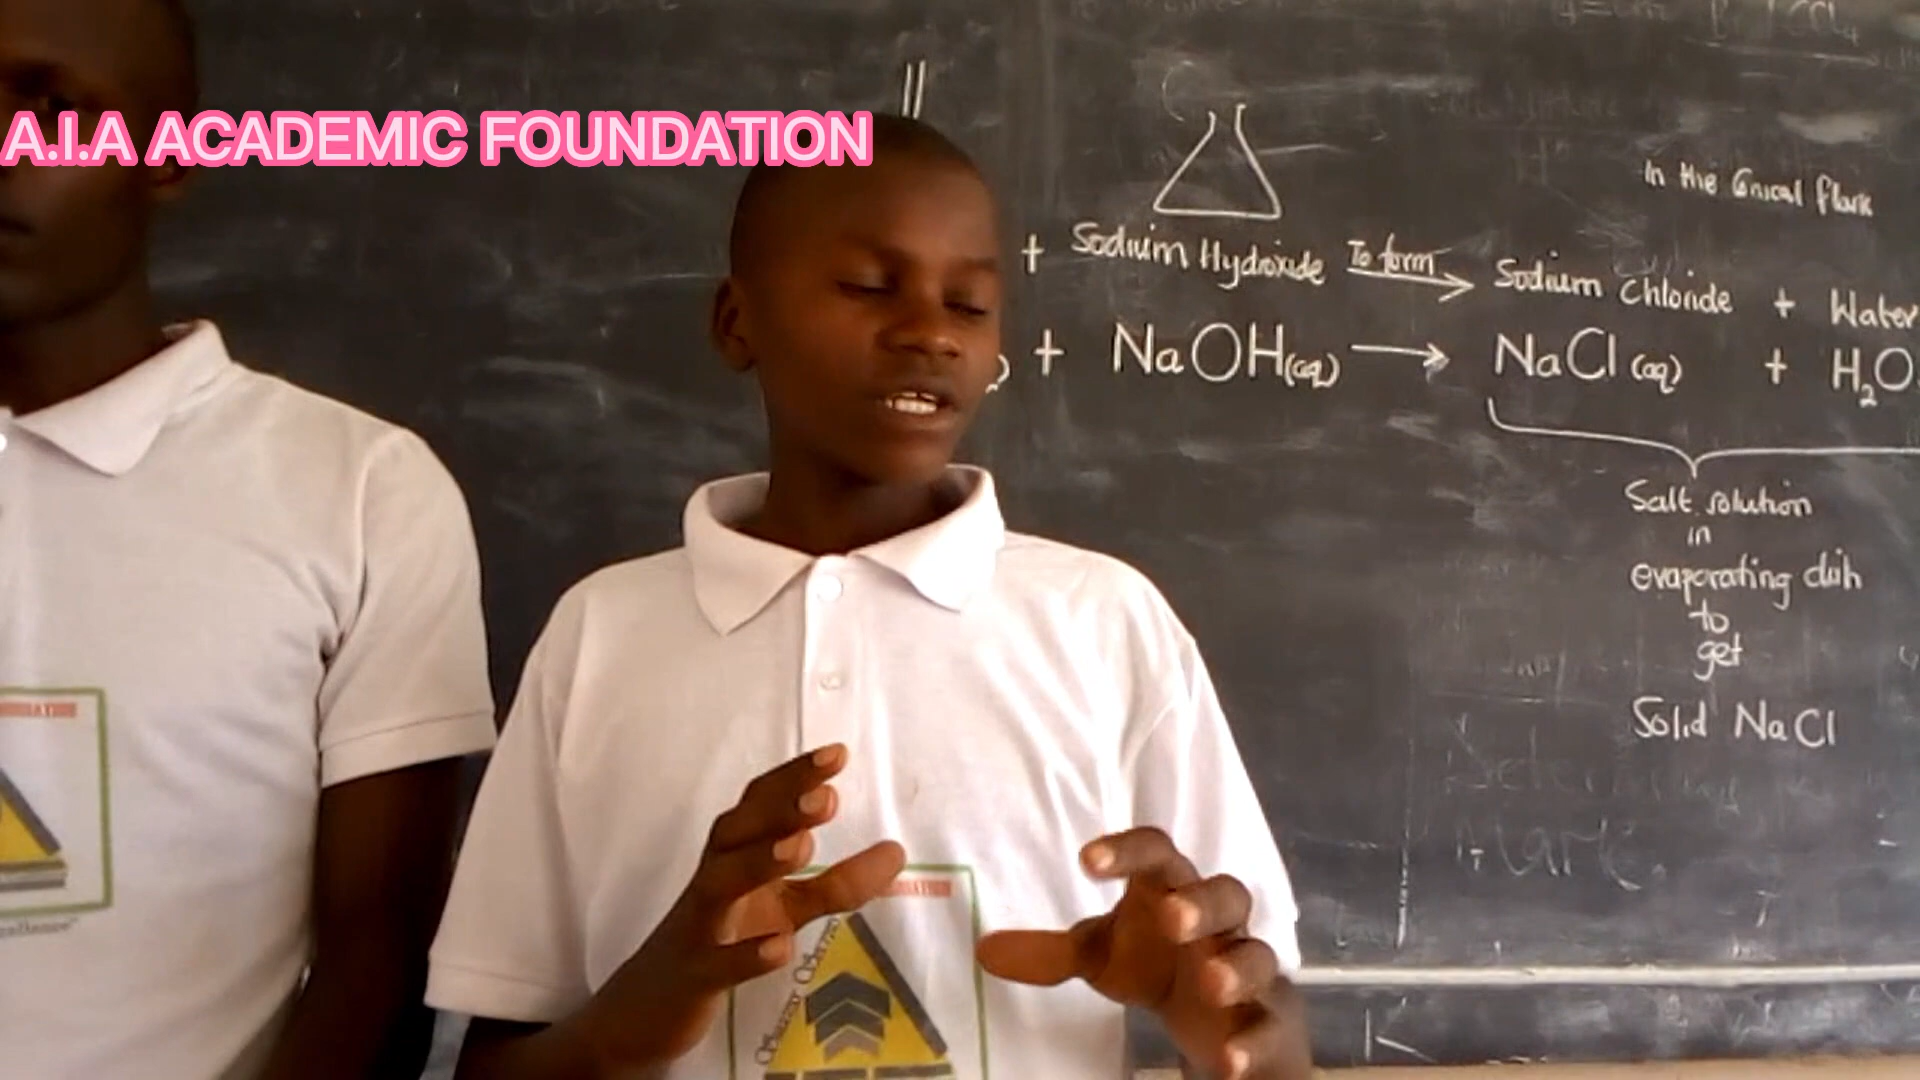 A.I.A ACADEMIC FOUNDATION
CCl₄
In the Conical flask
+ Sodium Hydroxide To form Sodium Chloride + Water
+ NaOH(aq) → NaCl (aq) + H₂O
Salt solution
in
evaporating dish
to
get
Solid NaCl